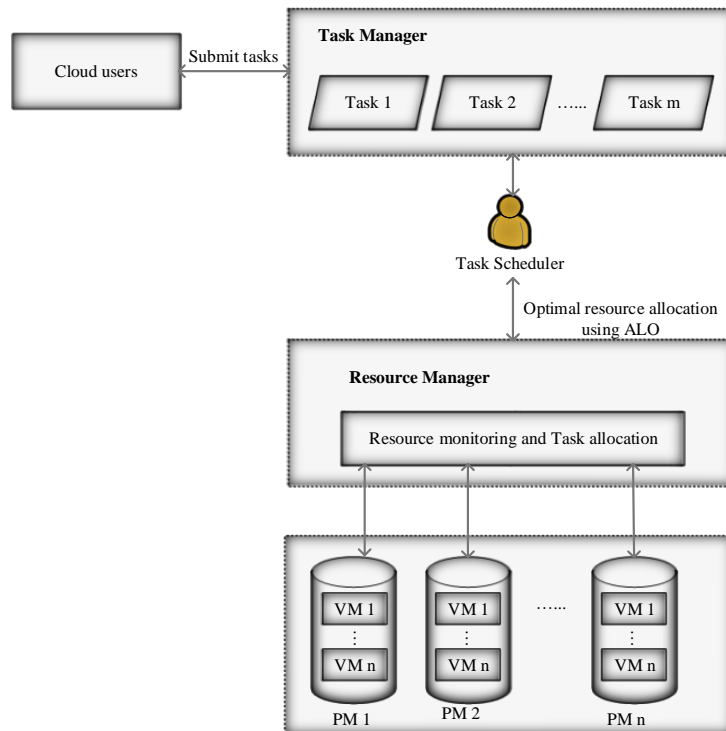 Task Manager
Cloud users
Submit tasks
Task 1
Task 2
…...
Task m
Task Scheduler
Optimal resource allocation
using ALO
Resource Manager
Resource monitoring and Task allocation
VM 1
VM 1
…...
VM 1
⋮
⋮
⋮
VM n
VM n
VM n
PM 1
PM 2
PM n